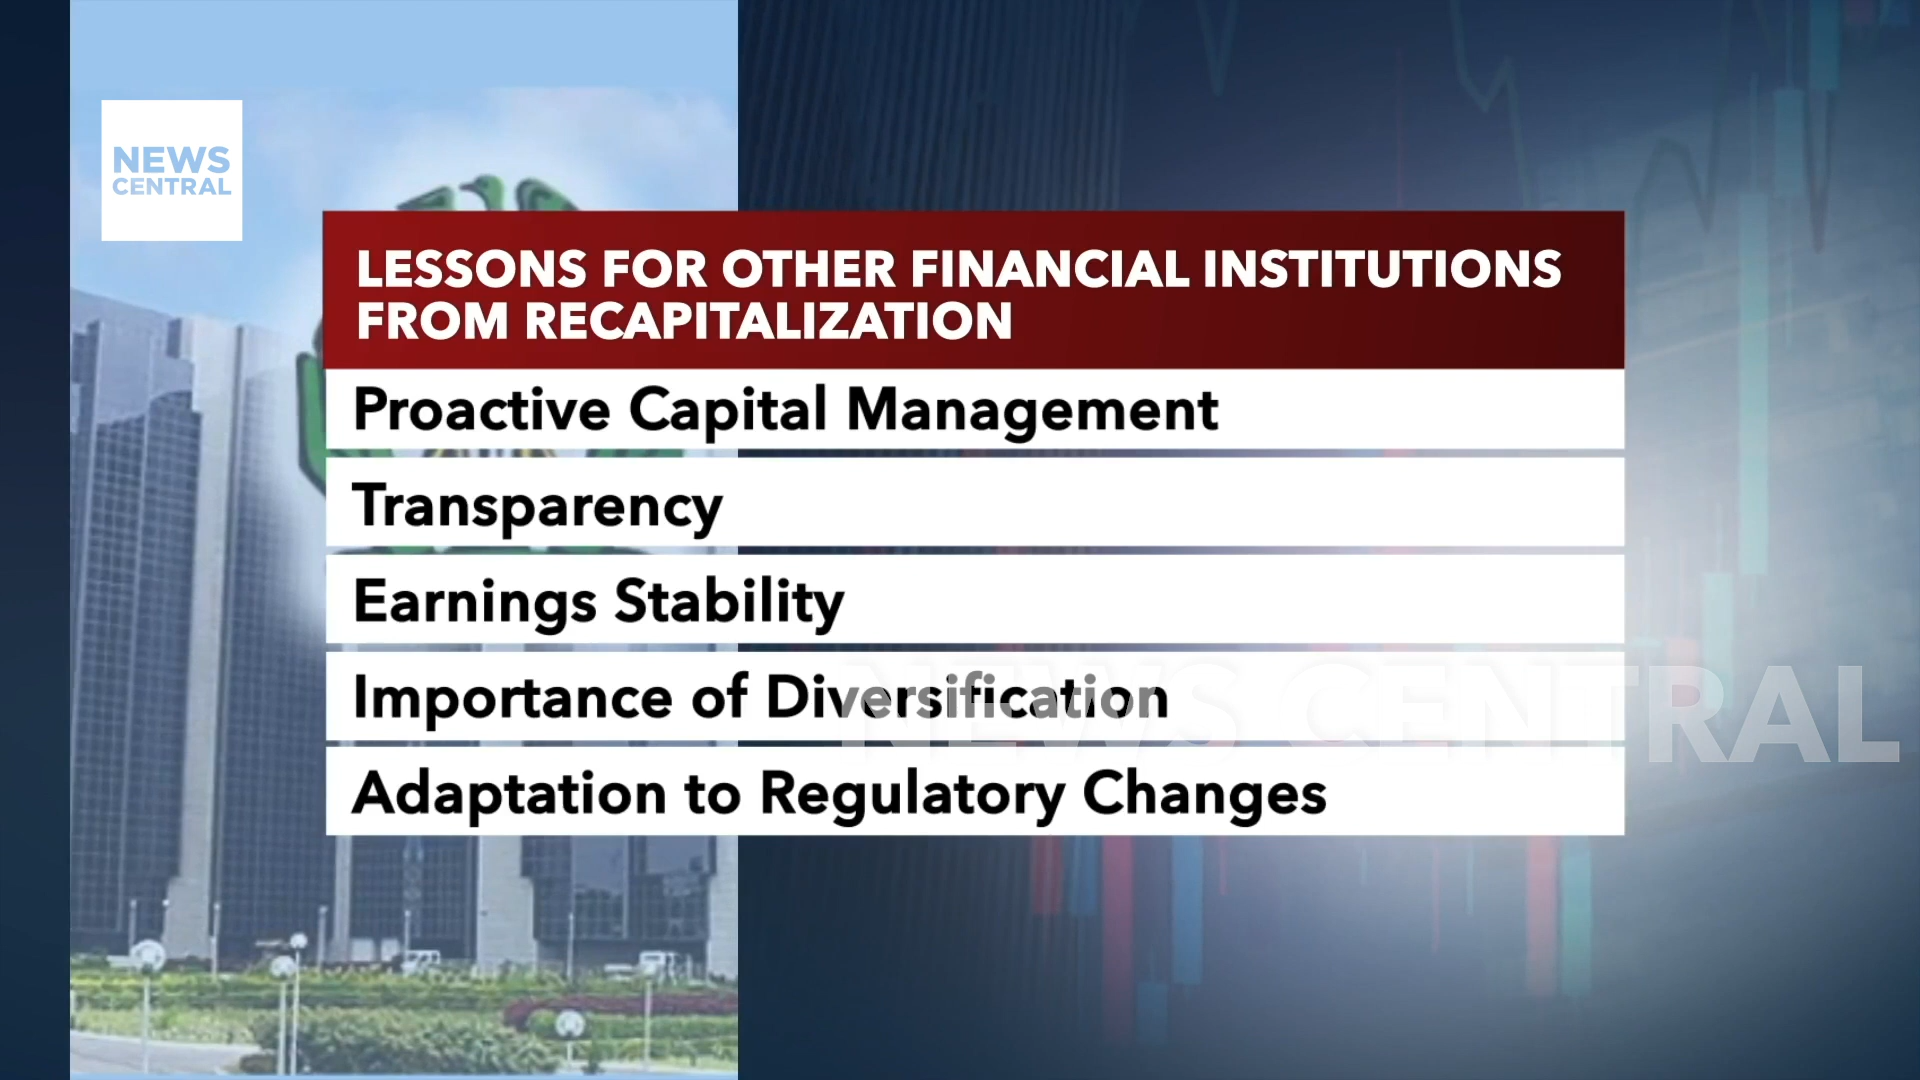 NEWS
CENTRAL
LESSONS FOR OTHER FINANCIAL INSTITUTIONS
FROM RECAPITALIZATION
Proactive Capital Management
Transparency
Earnings Stability
Importance of Diversification
NEWS CENTRAL
Adaptation to Regulatory Changes